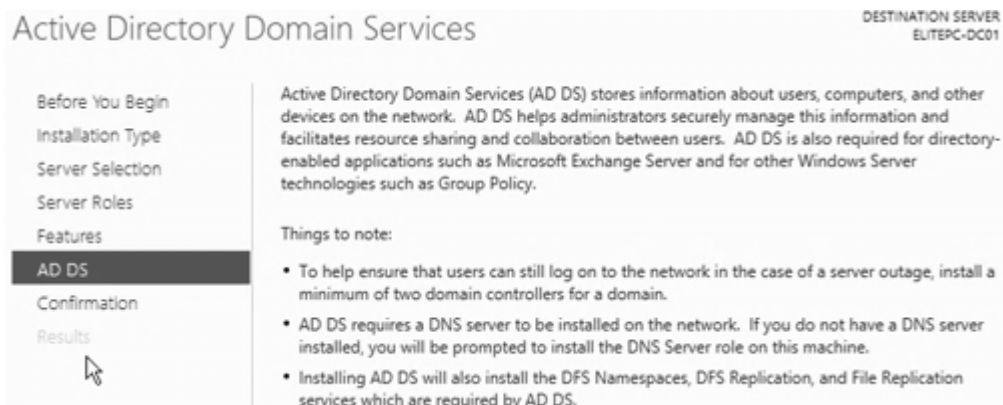 Active Directory Domain Services
DESTINATION SERVER
ELITEPC-DC01
Before You Begin
Installation Type
Server Selection
Server Roles
Features
AD DS
Confirmation
Results
Active Directory Domain Services (AD DS) stores information about users, computers, and other
devices on the network. AD DS helps administrators securely manage this information and
facilitates resource sharing and collaboration between users. AD DS is also required for directory-
enabled applications such as Microsoft Exchange Server and for other Windows Server
technologies such as Group Policy.
Things to note:
• To help ensure that users can still log on to the network in the case of a server outage, install a
minimum of two domain controllers for a domain.
• AD DS requires a DNS server to be installed on the network. If you do not have a DNS server
installed, you will be prompted to install the DNS Server role on this machine.
• Installing AD DS will also install the DFS Namespaces, DFS Replication, and File Replication
services which are required by AD DS.